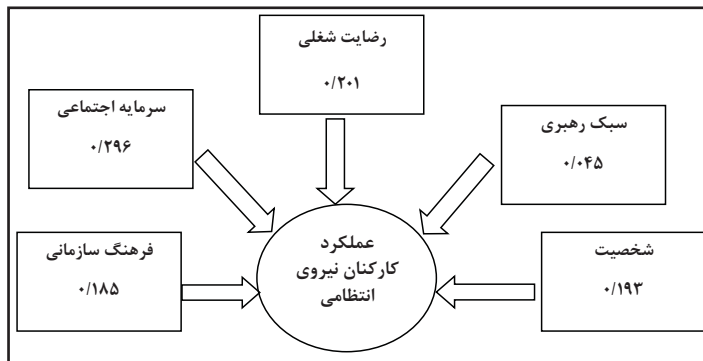 رضایت شغلی
۰/۲۰۱
سرمایه اجتماعی
۰/۲۹۶
سبک رهبری
۰/۰۴۵
عملکرد
کارکنان نیروی
انتظامی
فرهنگ سازمانی
۰/۱۸۵
شخصیت
۰/۱۹۳